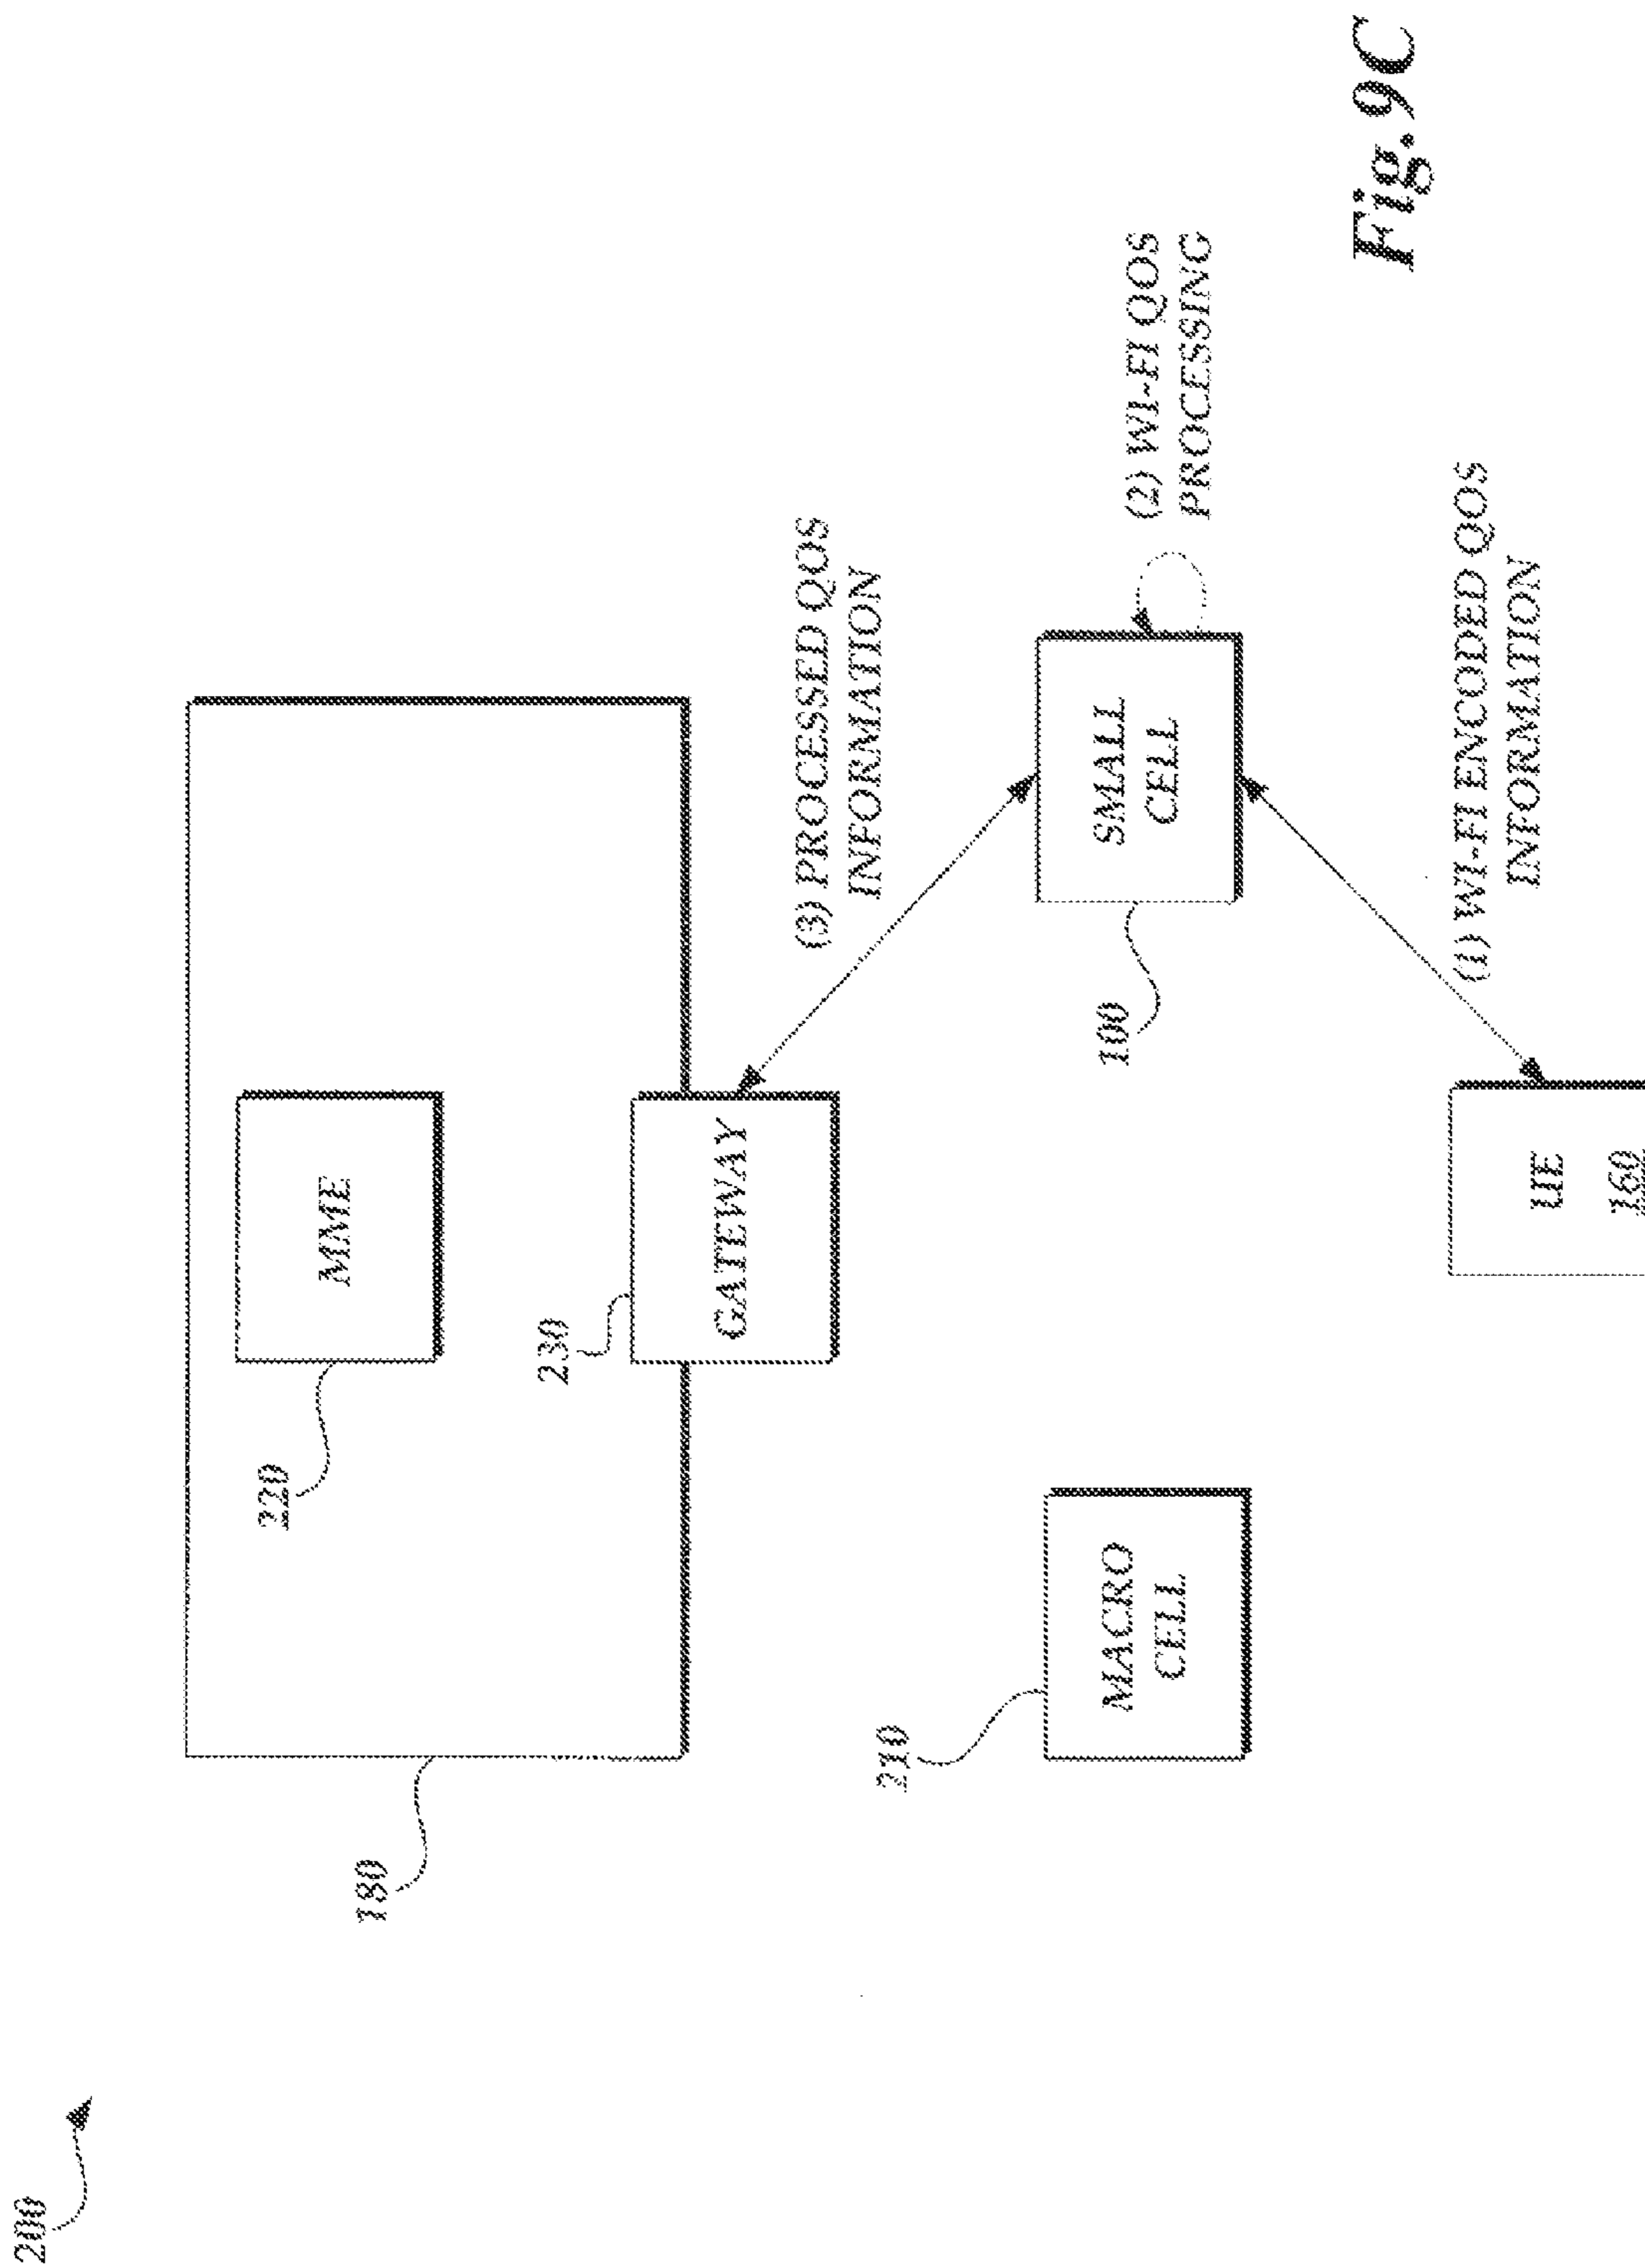 200
180
220
MME
230
GATEWAY
(3) PROCESSED QOS
INFORMATION
210
MACRO
CELL
100
SMALL
CELL
(2) WI-FI QOS
PROCESSING
UE
160
(1) WI-FI ENCODED QOS
INFORMATION
Fig.9C